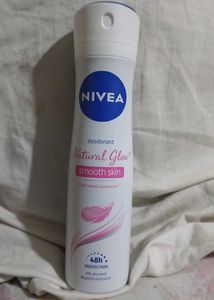 NIVEA
deodorant
Natural Glow
smooth skin
48h
PROTECTION
0% Alcohol